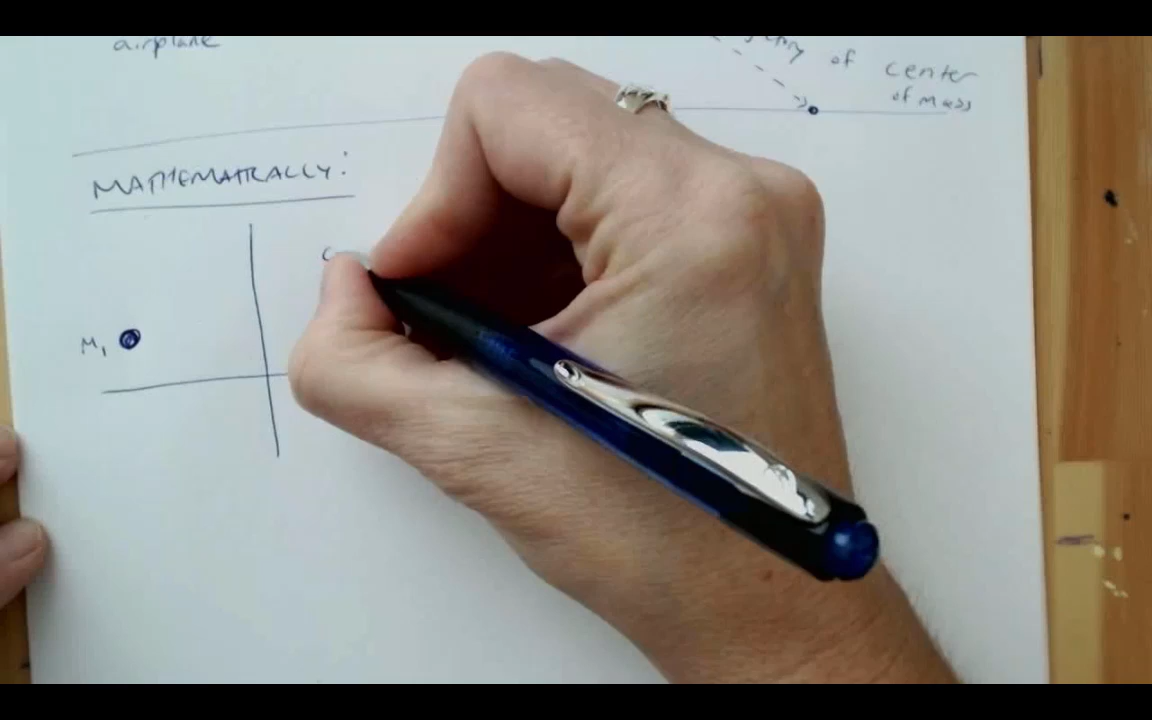 airplane
of center
of mass
MATHEMATICALLY:
M₁